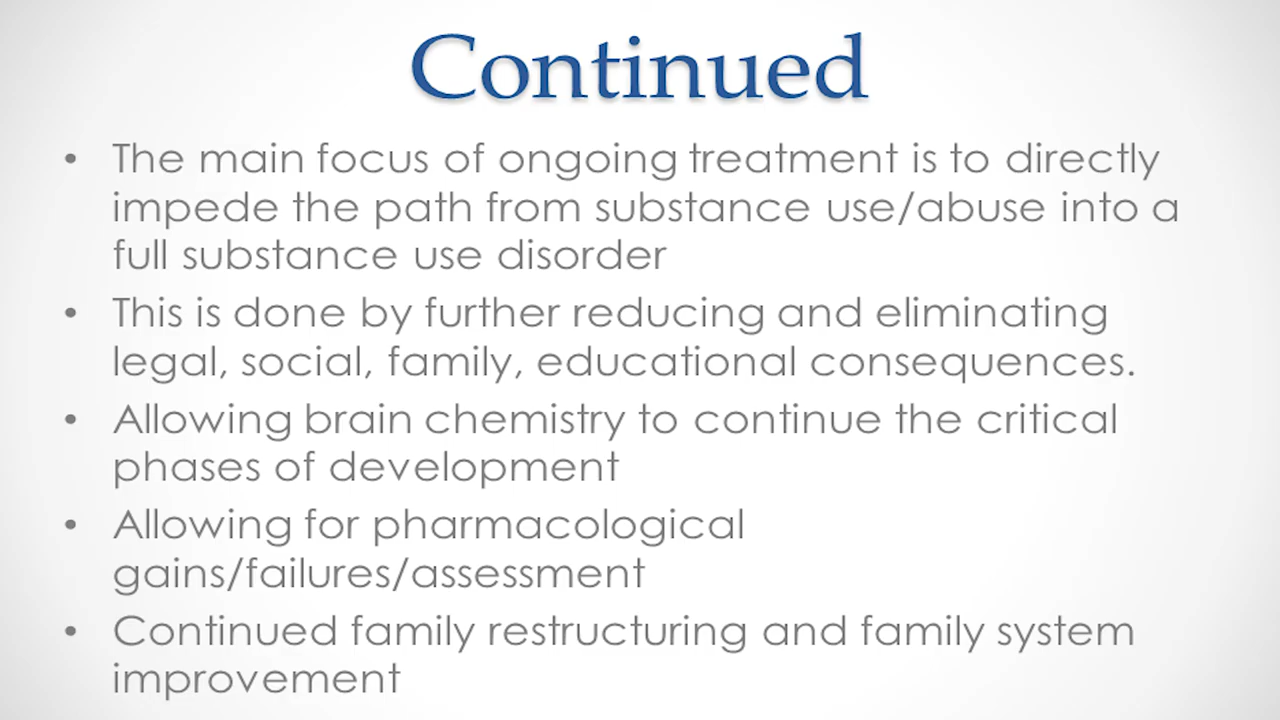 Continued
• The main focus of ongoing treatment is to directly
impede the path from substance use/abuse into a
full substance use disorder
• This is done by further reducing and eliminating
legal, social, family, educational consequences.
• Allowing brain chemistry to continue the critical
phases of development
• Allowing for pharmacological
gains/failures/assessment
• Continued family restructuring and family system
improvement